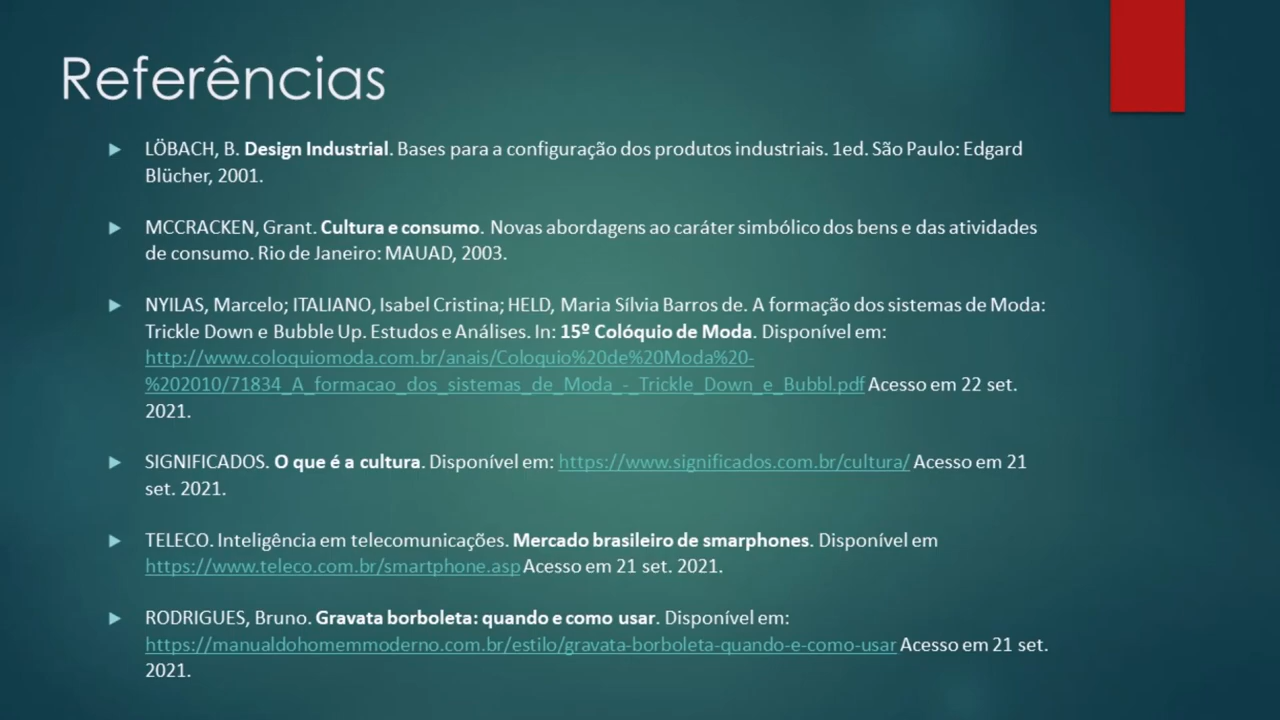 Referências
LÖBACH, B. Design Industrial. Bases para a configuração dos produtos industriais. 1ed. São Paulo: Edgard
Blücher, 2001.
MCCRACKEN, Grant. Cultura e consumo. Novas abordagens ao caráter simbólico dos bens e das atividades
de consumo. Rio de Janeiro: MAUAD, 2003.
NYILAS, Marcelo; ITALIANO, Isabel Cristina; HELD, Maria Sílvia Barros de. A formação dos sistemas de Moda:
Trickle Down e Bubble Up. Estudos e Análises. In: 15º Colóquio de Moda. Disponível em:
http://www.coloquiomoda.com.br/anais/Coloquio%20de%20Moda%20-
%202010/71834_A_formacao_dos_sistemas_de_Moda_-_Trickle_Down_e_Bubbl.pdf Acesso em 22 set.
2021.
SIGNIFICADOS. O que é a cultura. Disponível em: https://www.significados.com.br/cultura/ Acesso em 21
set. 2021.
TELECO. Inteligência em telecomunicações. Mercado brasileiro de smarphones. Disponível em
https://www.teleco.com.br/smartphone.asp Acesso em 21 set. 2021.
RODRIGUES, Bruno. Gravata borboleta: quando e como usar. Disponível em:
https://manualdohomemmoderno.com.br/estilo/gravata-borboleta-quando-e-como-usar Acesso em 21 set.
2021.